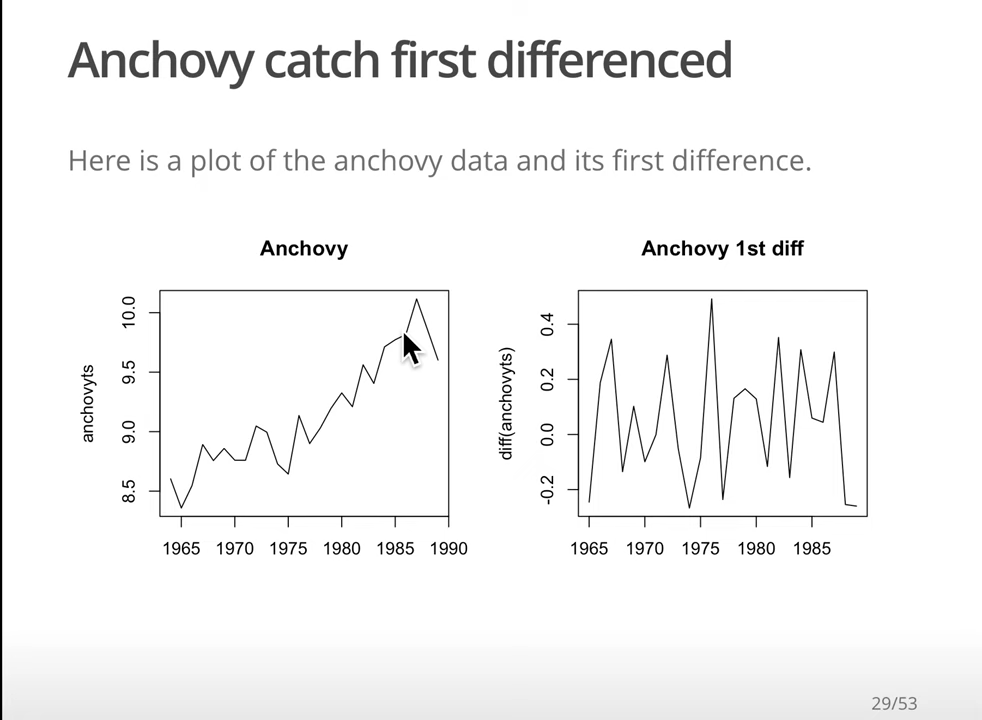 Anchovy catch first differenced
Here is a plot of the anchovy data and its first difference.
Anchovy
anchovyts
10.0
9.5
9.0
8.5
1965 1970 1975 1980 1985 1990
Anchovy 1st diff
diff(anchovyts)
0.4
0.2
0.0
-0.2
1965 1970 1975 1980 1985
29/53